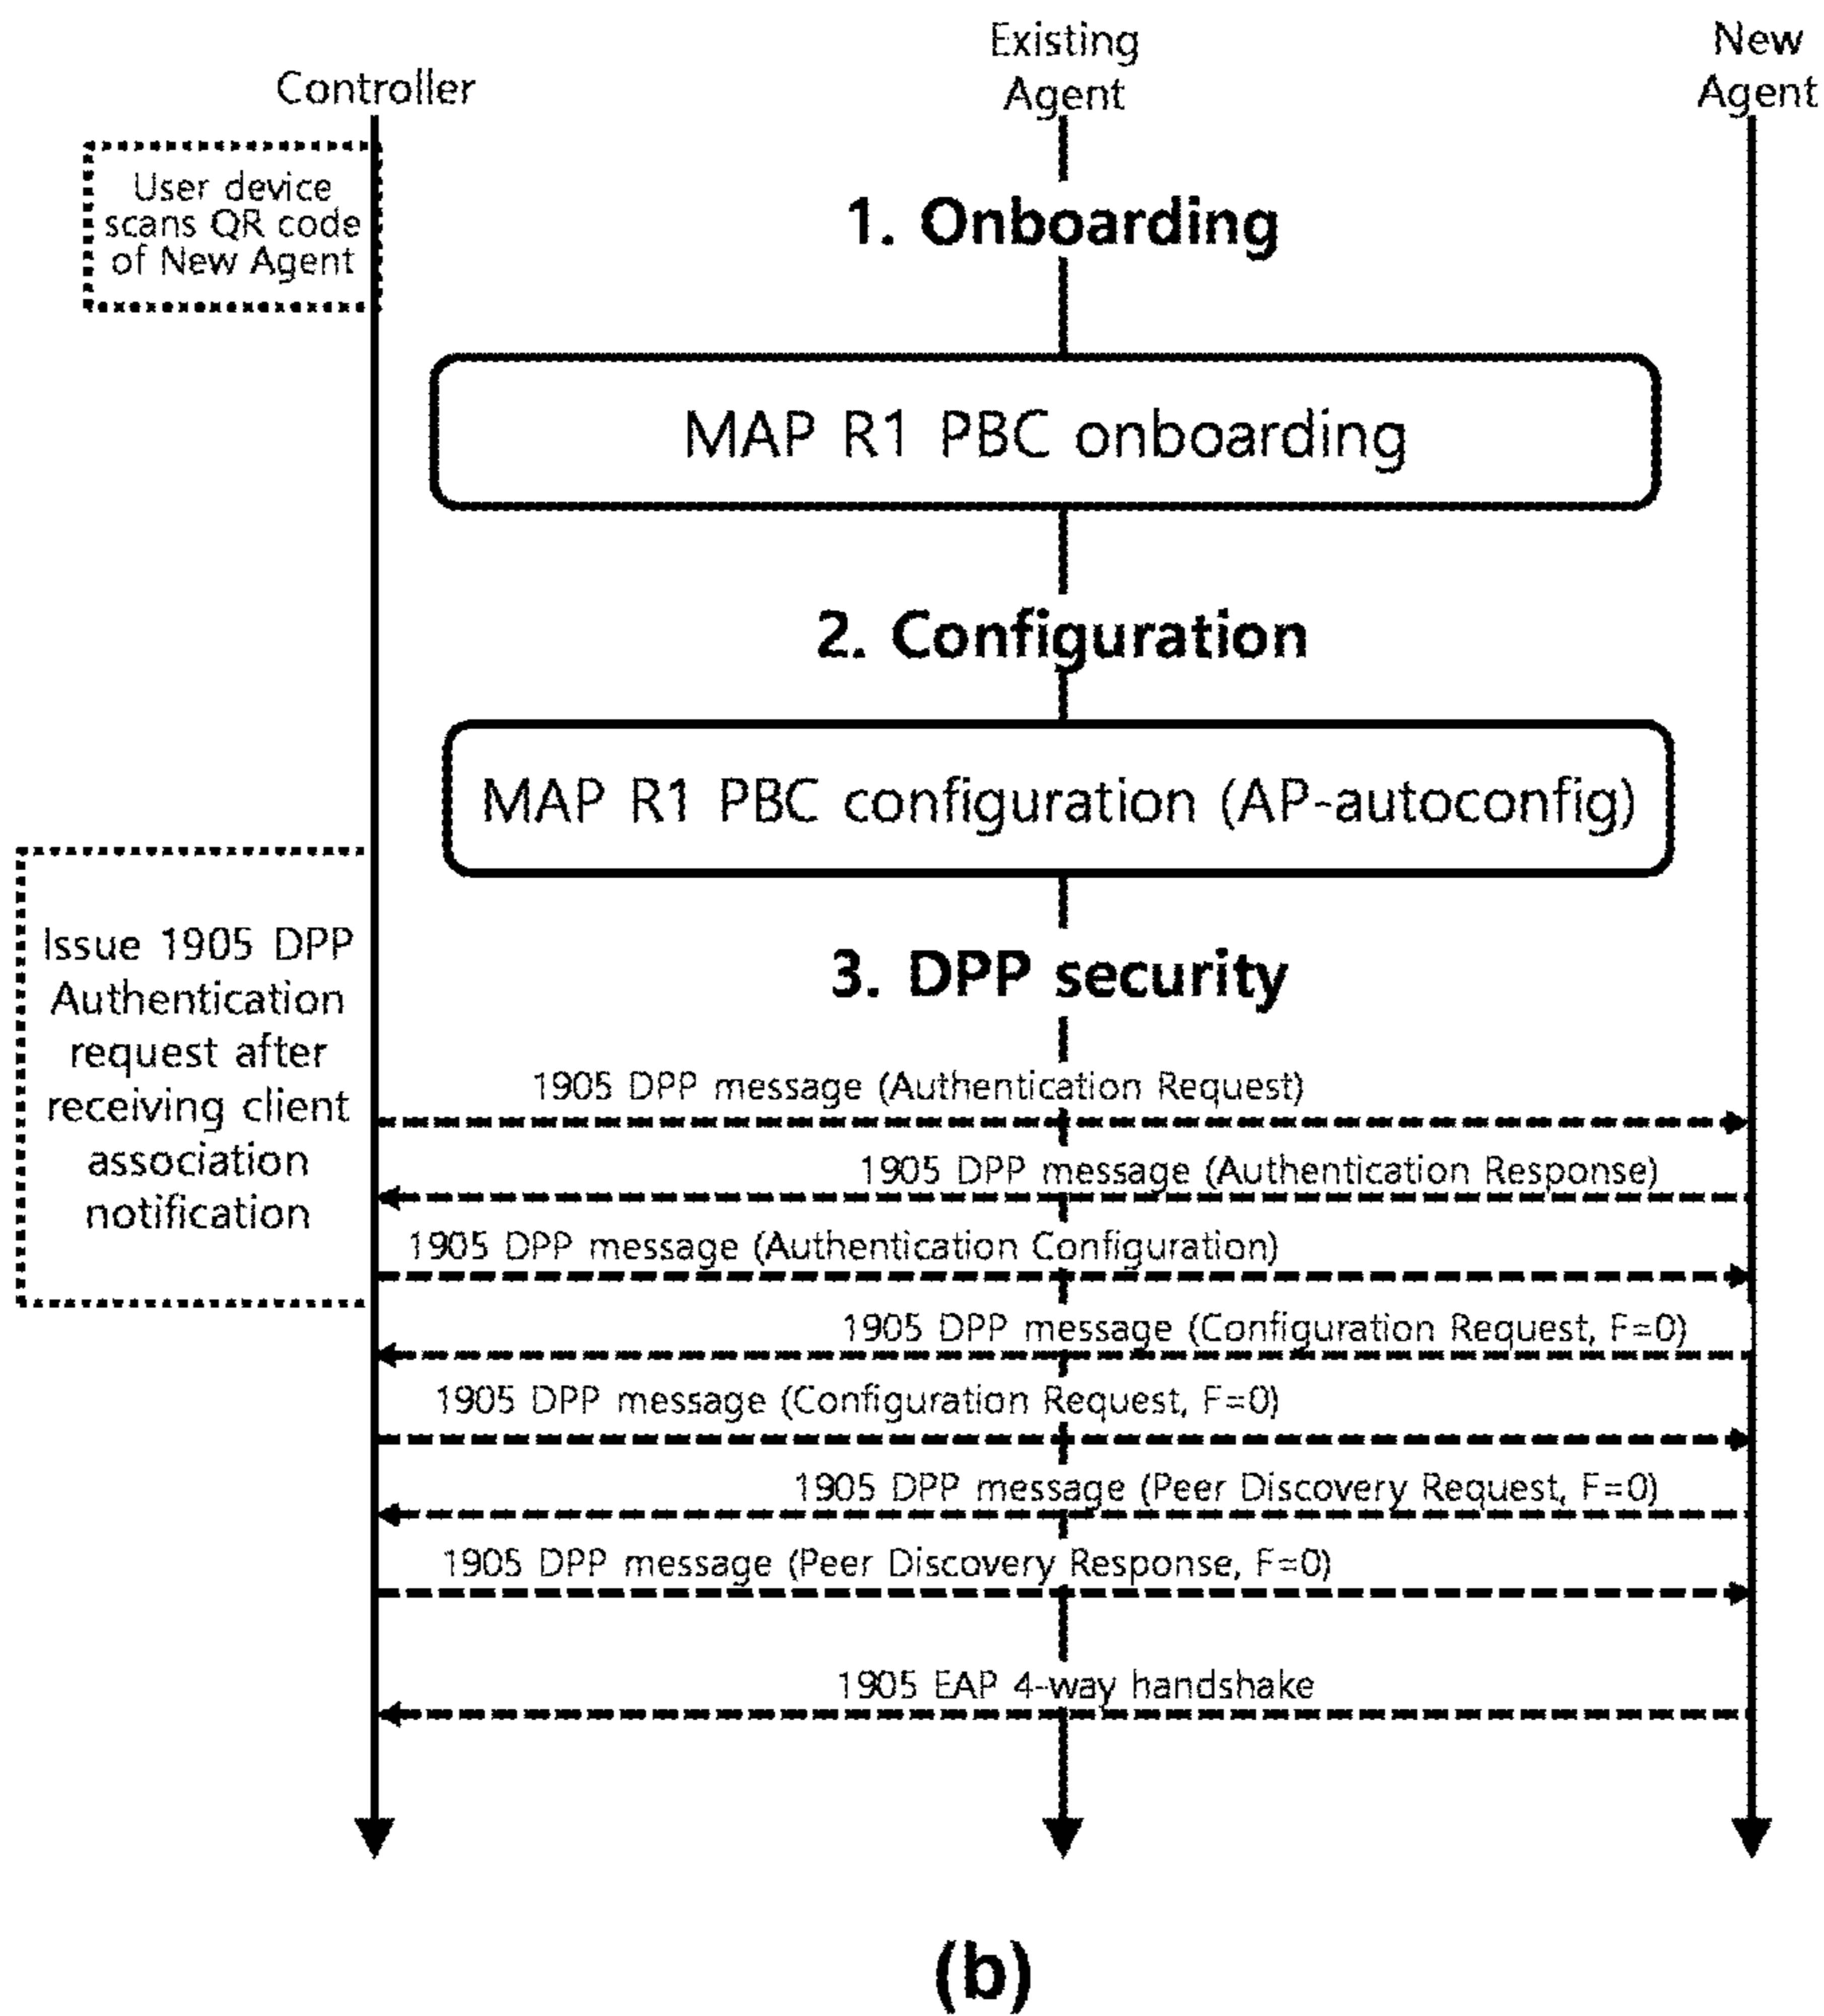 Controller
Existing
Agent
New
Agent
User device
scans QR code
of New Agent
1. Onboarding
MAP R1 PBC onboarding
2. Configuration
MAP R1 PBC configuration (AP-autoconfig)
Issue 1905 DPP
Authentication
request after
receiving client
association
notification
3. DPP security
1905 DPP message (Authentication Request)
1905 DPP message (Authentication Response)
1905 DPP message (Authentication Configuration)
1905 DPP message (Configuration Request, F=0)
1905 DPP message (Configuration Request, F=0)
1905 DPP message (Peer Discovery Request, F=0)
1905 DPP message (Peer Discovery Response, F=0)
1905 EAP 4-way handshake
(b)